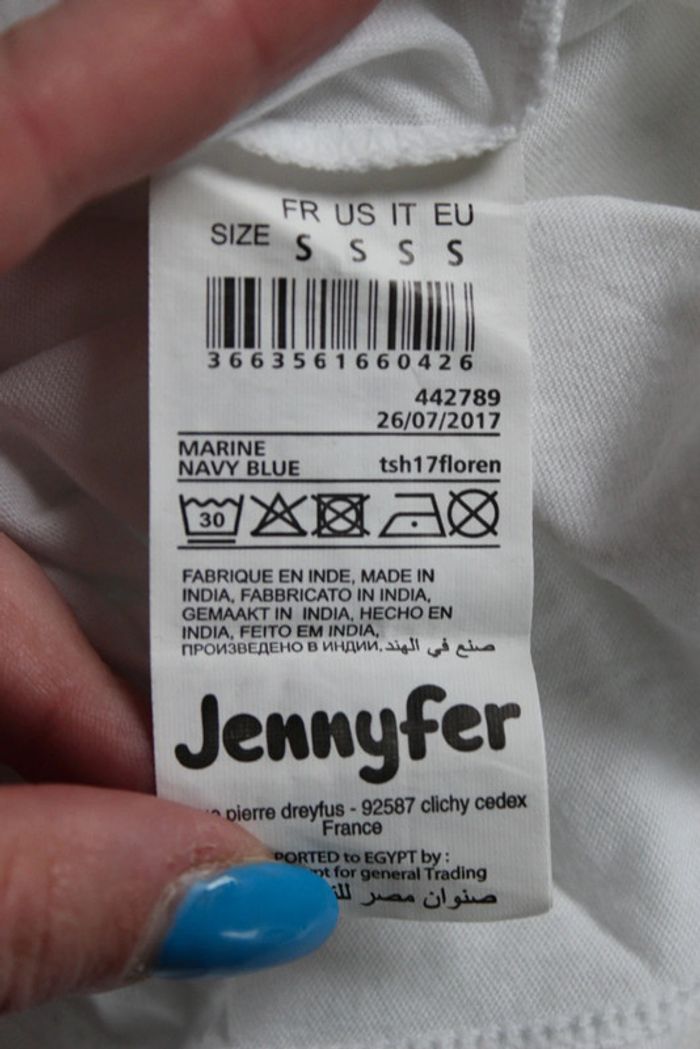 FR US IT EU
SIZE S S S S
3663561660426
442789
26/07/2017
MARINE
NAVY BLUE tsh17floren
30
FABRIQUE EN INDE, MADE IN
INDIA, FABBRICATO IN INDIA,
GEMAAKT IN INDIA, HECHO EN
INDIA, FEITO EM INDIA,
ПРОИЗВЕДЕНО В ИНДИИ, صنع في الهند
Jennyfer
pierre dreyfus - 92587 clichy cedex
France
to EGYPT by :
for general Trading
صنوان مصر